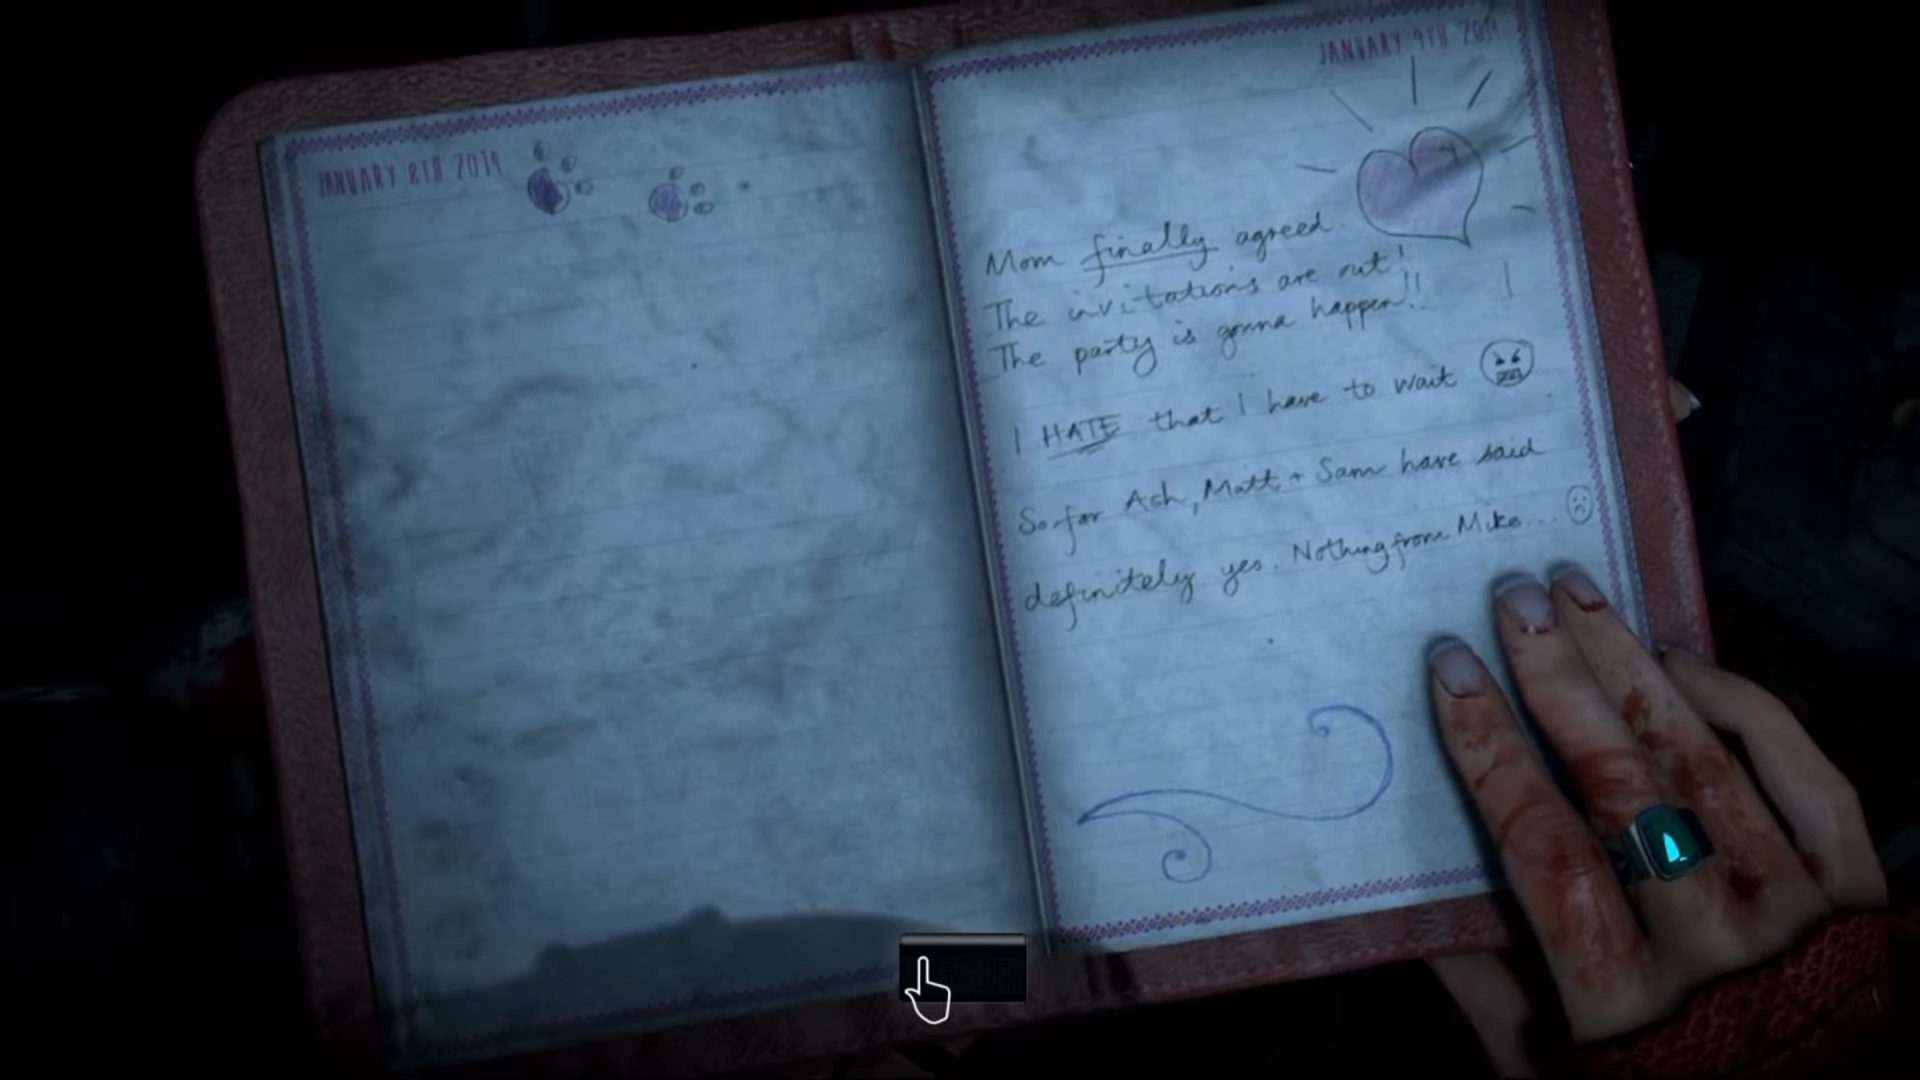 JANUARY 8TH 2014
JANUARY 9TH 2014
Mom finally agreed.
The invitations are out!
The party is gonna happen!!
I HATE that I have to wait
So far Ash, Matt + Sam have said
definitely yes. Nothing from Mike...